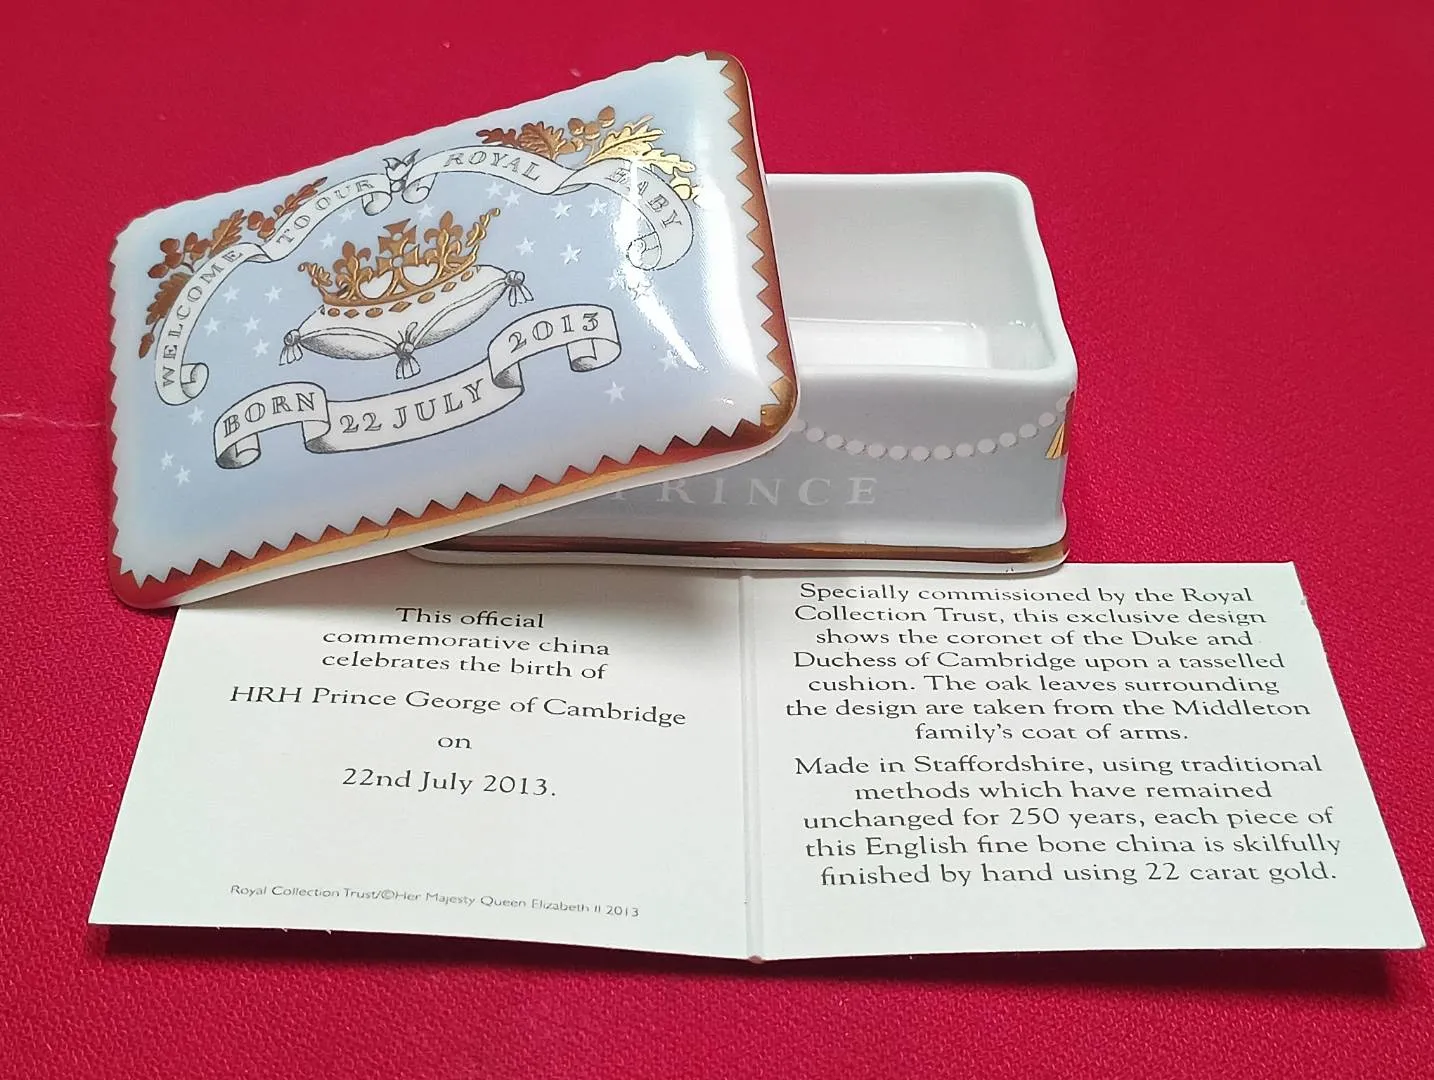 WELCOME TO OUR ROYAL BABY
BORN 22 JULY 2013
PRINCE
This official
commemorative china
celebrates the birth of
HRH Prince George of Cambridge
on
22nd July 2013.
Royal Collection Trust/©Her Majesty Queen Elizabeth II 2013
Specially commissioned by the Royal
Collection Trust, this exclusive design
shows the coronet of the Duke and
Duchess of Cambridge upon a tasselled
cushion. The oak leaves surrounding
the design are taken from the Middleton
family's coat of arms.
Made in Staffordshire, using traditional
methods which have remained
unchanged for 250 years, each piece of
this English fine bone china is skilfully
finished by hand using 22 carat gold.